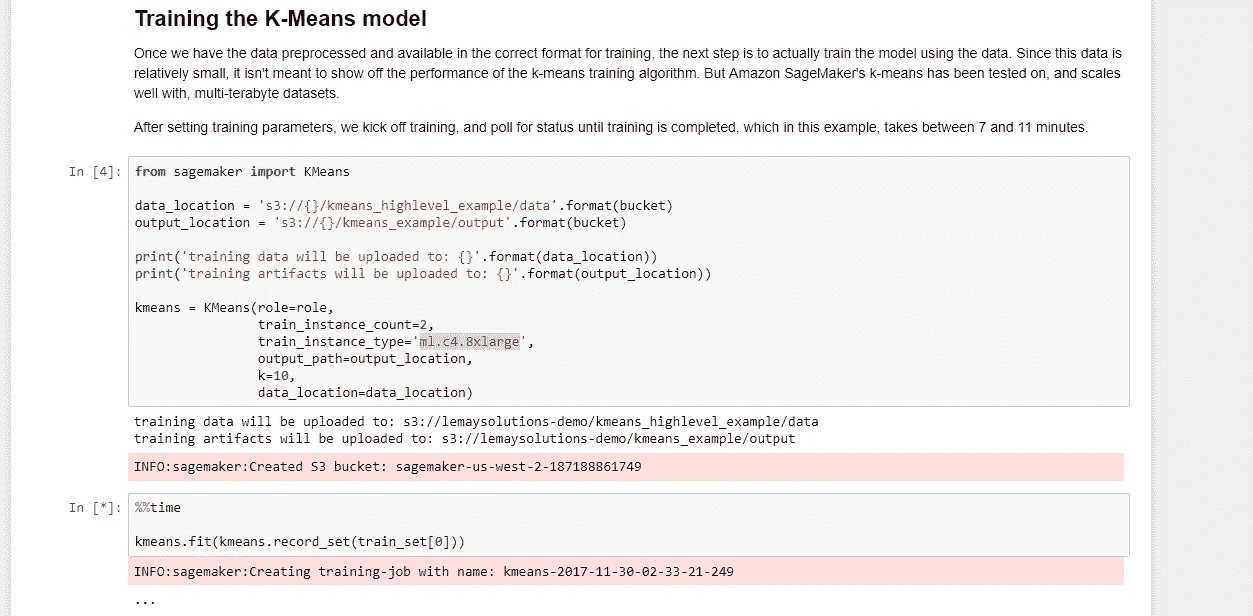 Training the K-Means model
Once we have the data preprocessed and available in the correct format for training, the next step is to actually train the model using the data. Since this data is
relatively small, it isn't meant to show off the performance of the k-means training algorithm. But Amazon SageMaker's k-means has been tested on, and scales
well with, multi-terabyte datasets.
After setting training parameters, we kick off training, and poll for status until training is completed, which in this example, takes between 7 and 11 minutes.
In [4]: from sagemaker import KMeans
data_location = 's3://{}/kmeans_highlevel_example/data'.format(bucket)
output_location = 's3://{}/kmeans_example/output'.format(bucket)
print('training data will be uploaded to: {}'.format(data_location))
print('training artifacts will be uploaded to: {}'.format(output_location))
kmeans = KMeans(role=role,
train_instance_count=2,
train_instance_type='ml.c4.8xlarge',
output_path=output_location,
k=10,
data_location=data_location)
training data will be uploaded to: s3://lemaysolutions-demo/kmeans_highlevel_example/data
training artifacts will be uploaded to: s3://lemaysolutions-demo/kmeans_example/output
INFO:sagemaker:Created S3 bucket: sagemaker-us-west-2-187188861749
In [*]: %%time
kmeans.fit(kmeans.record_set(train_set[0]))
INFO:sagemaker:Creating training-job with name: kmeans-2017-11-30-02-33-21-249
...